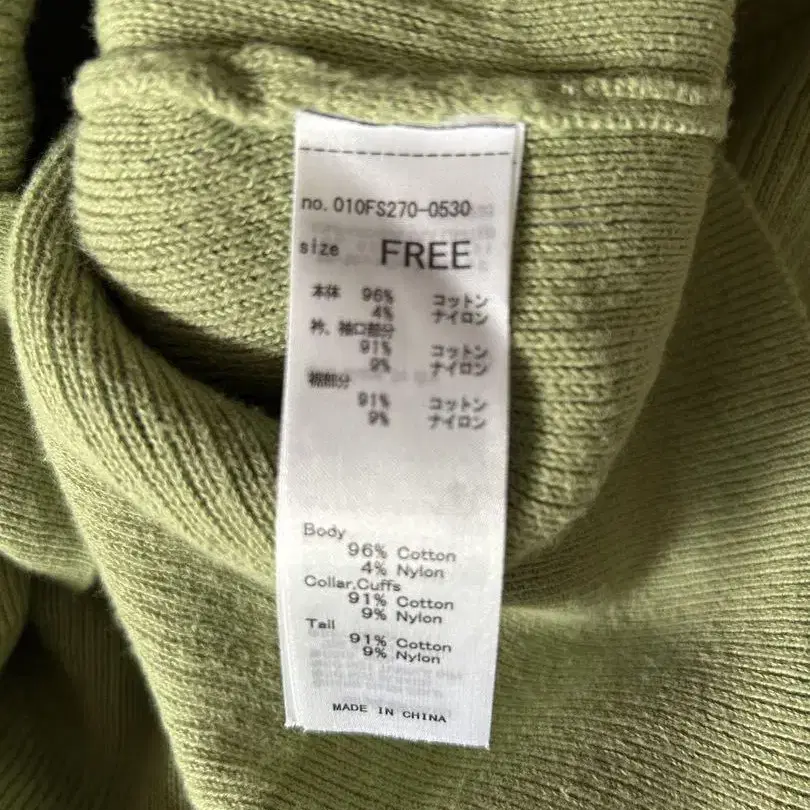 no. 010FS270-0530
size FREE
本体 96% コットン
4% ナイロン
衿、袖口部分
91% コットン
9% ナイロン
裾部分
91% コットン
9% ナイロン
Body
96% Cotton
4% Nylon
Collar,Cuffs
91% Cotton
9% Nylon
Tail
91% Cotton
9% Nylon
MADE IN CHINA